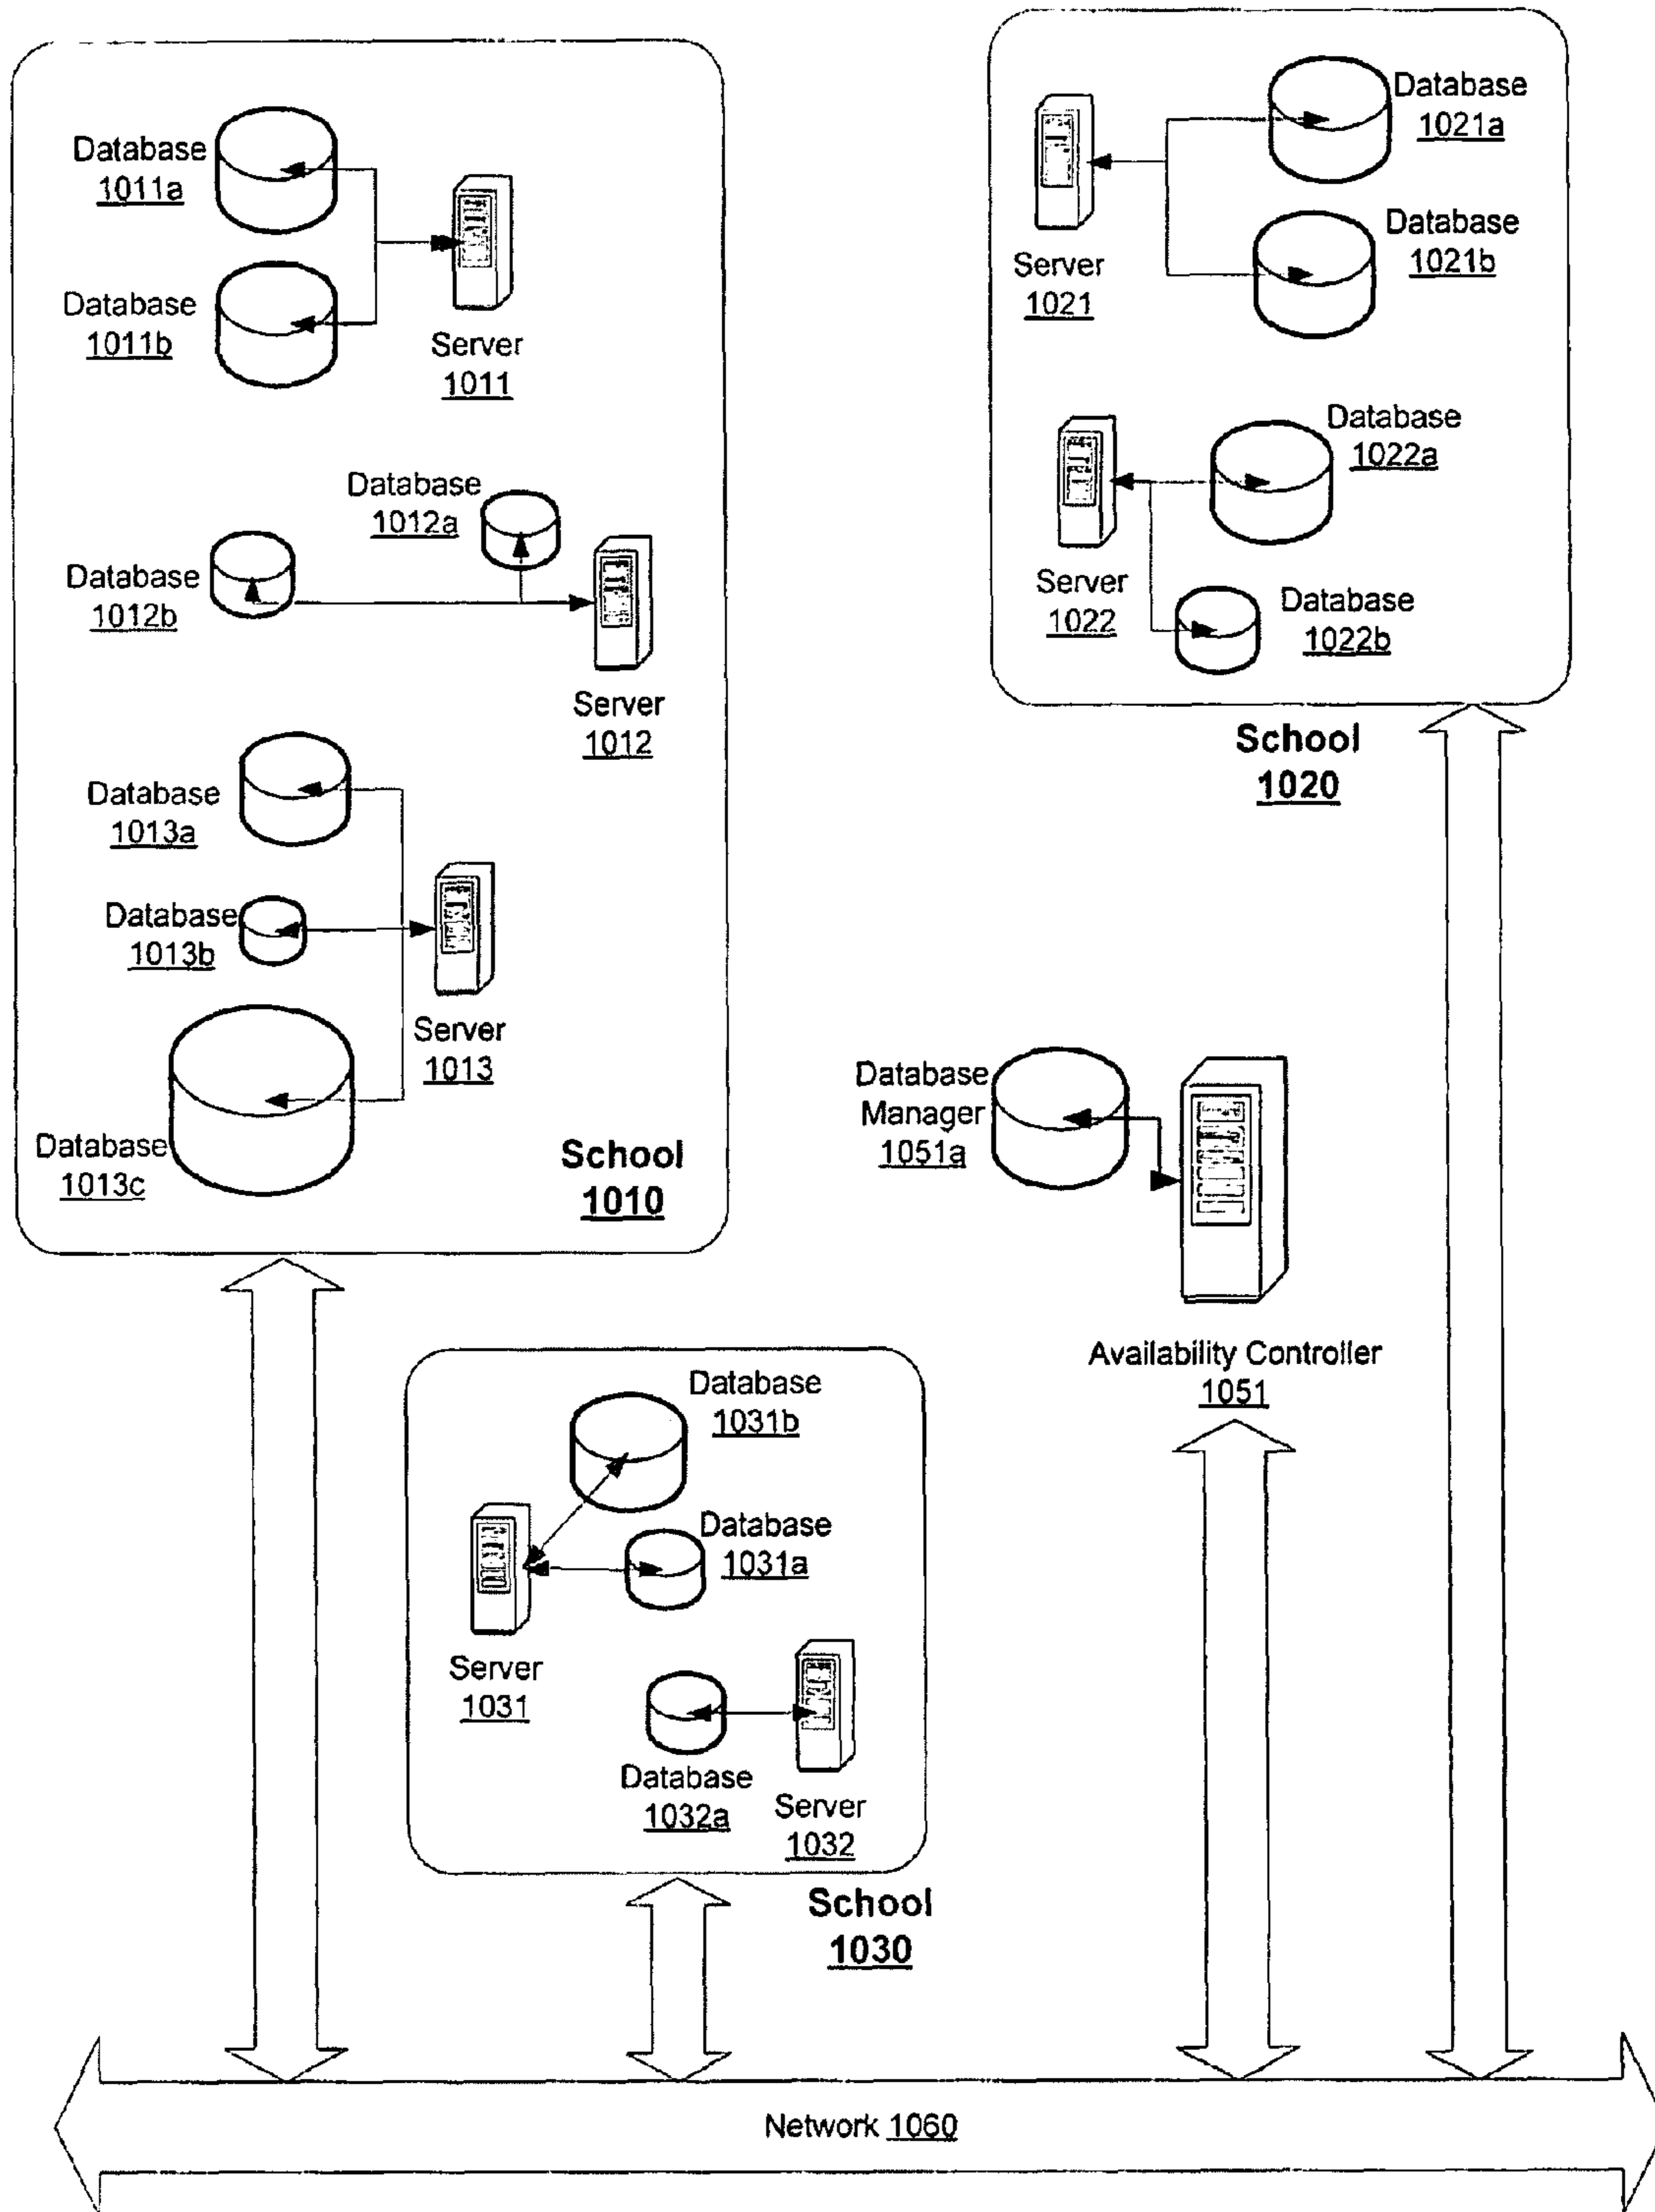 Database
1011a
Database
1011b
Server
1011
Database
1012a
Database
1012b
Server
1012
Database
1013a
Database
1013b
Server
1013
Database
1013c
School
1010
Database
1021a
Server
1021
Database
1021b
Database
1022a
Server
1022
Database
1022b
School
1020
Database
Manager
1051a
Availability Controller
1051
Database
1031b
Database
1031a
Server
1031
Database
1032a
Server
1032
School
1030
Network 1060